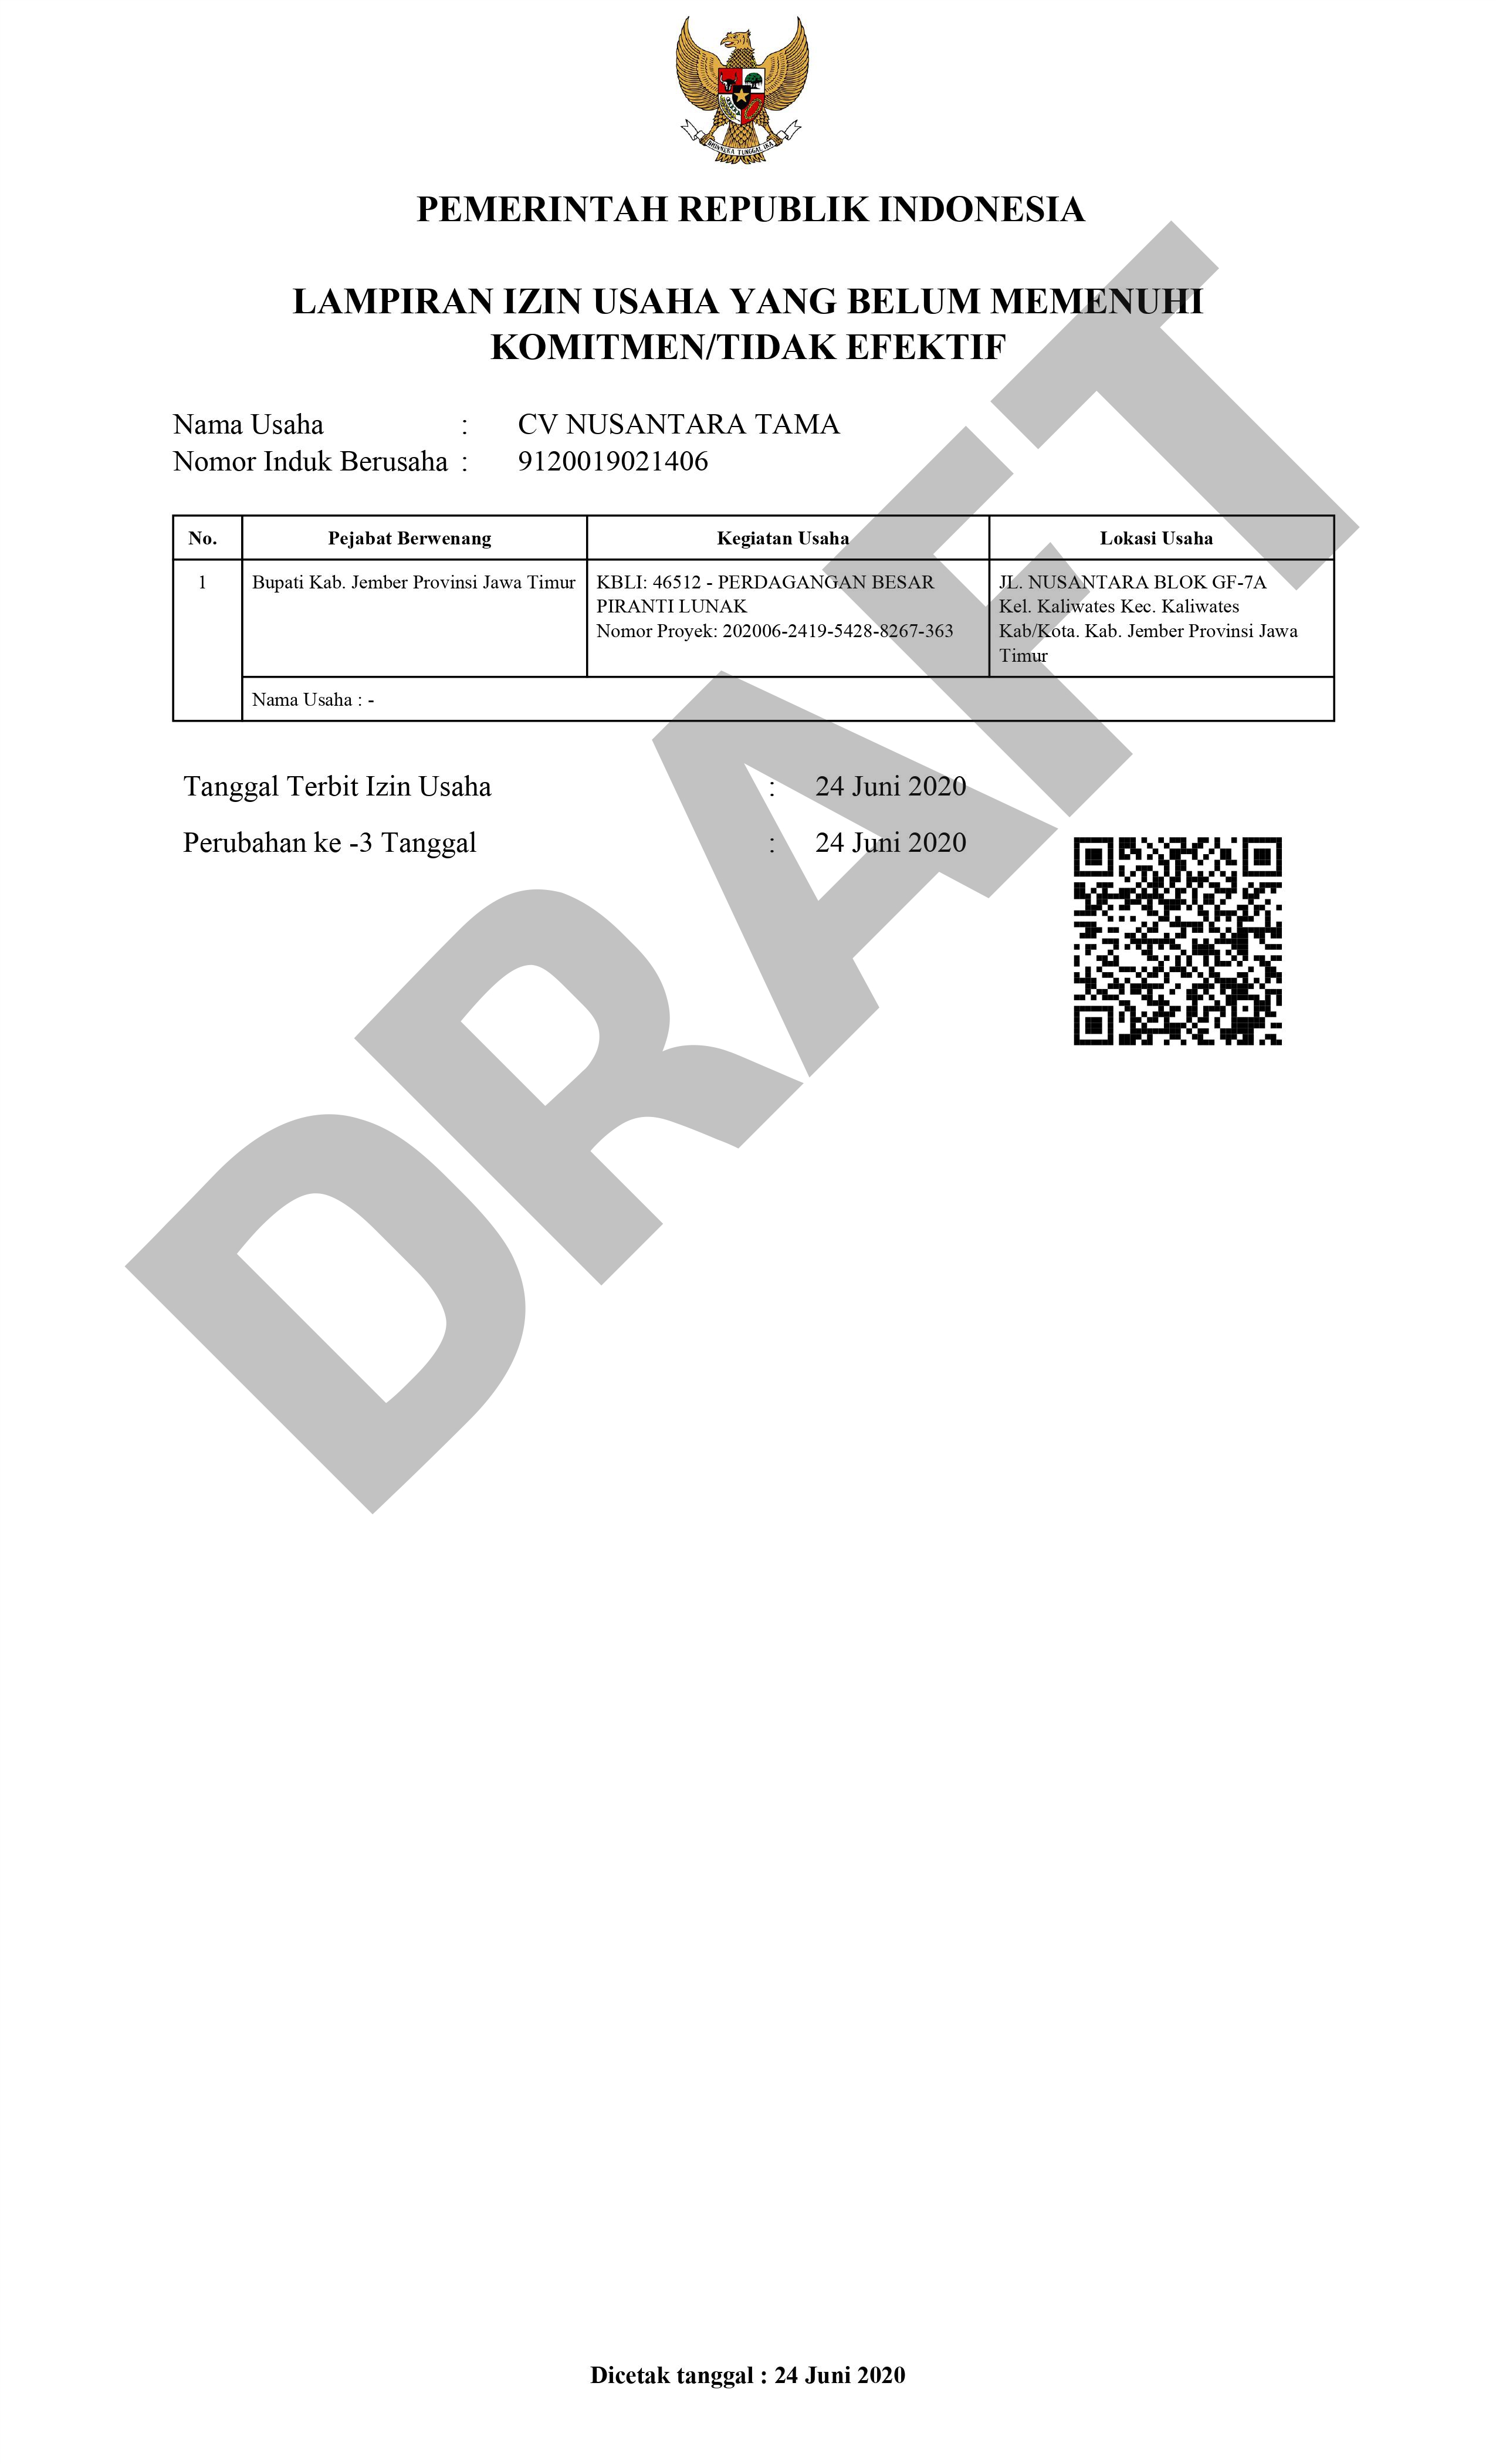 BHINNEKA TUNGGAL IKA
PEMERINTAH REPUBLIK INDONESIA
LAMPIRAN IZIN USAHA YANG BELUM MEMENUHI
KOMITMEN/TIDAK EFEKTIF
Nama Usaha : CV NUSANTARA TAMA
Nomor Induk Berusaha : 9120019021406
No. Pejabat Berwenang Kegiatan Usaha Lokasi Usaha
1 Bupati Kab. Jember Provinsi Jawa Timur
KBLI: 46512 - PERDAGANGAN BESAR
PIRANTI LUNAK
Nomor Proyek: 202006-2419-5428-8267-363
JL. NUSANTARA BLOK GF-7A
Kel. Kaliwates Kec. Kaliwates
Kab/Kota. Kab. Jember Provinsi Jawa
Timur
Nama Usaha : -
Tanggal Terbit Izin Usaha : 24 Juni 2020
Perubahan ke -3 Tanggal : 24 Juni 2020
DRAFT
Dicetak tanggal : 24 Juni 2020